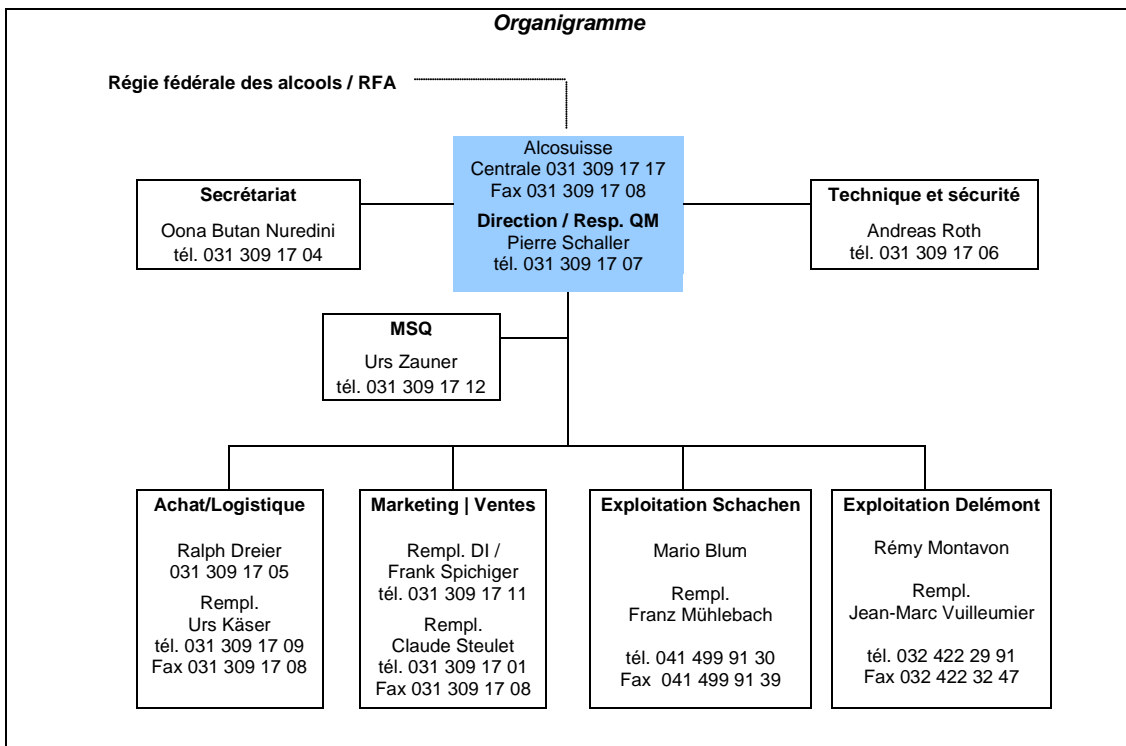 Organigramme
Régie fédérale des alcools / RFA
Alcosuisse
Centrale 031 309 17 17
Fax 031 309 17 08
Direction / Resp. QM
Pierre Schaller
tél. 031 309 17 07
Secrétariat
Oona Butan Nuredini
tél. 031 309 17 04
Technique et sécurité
Andreas Roth
tél. 031 309 17 06
MSQ
Urs Zauner
tél. 031 309 17 12
Achat/Logistique
Ralph Dreier
031 309 17 05
Rempl.
Urs Käser
tél. 031 309 17 09
Fax 031 309 17 08
Marketing | Ventes
Rempl. DI /
Frank Spichiger
tél. 031 309 17 11
Rempl.
Claude Steulet
tél. 031 309 17 01
Fax 031 309 17 08
Exploitation Schachen
Mario Blum
Rempl.
Franz Mühlebach
tél. 041 499 91 30
Fax 041 499 91 39
Exploitation Delémont
Rémy Montavon
Rempl.
Jean-Marc Vuilleumier
tél. 032 422 29 91
Fax 032 422 32 47